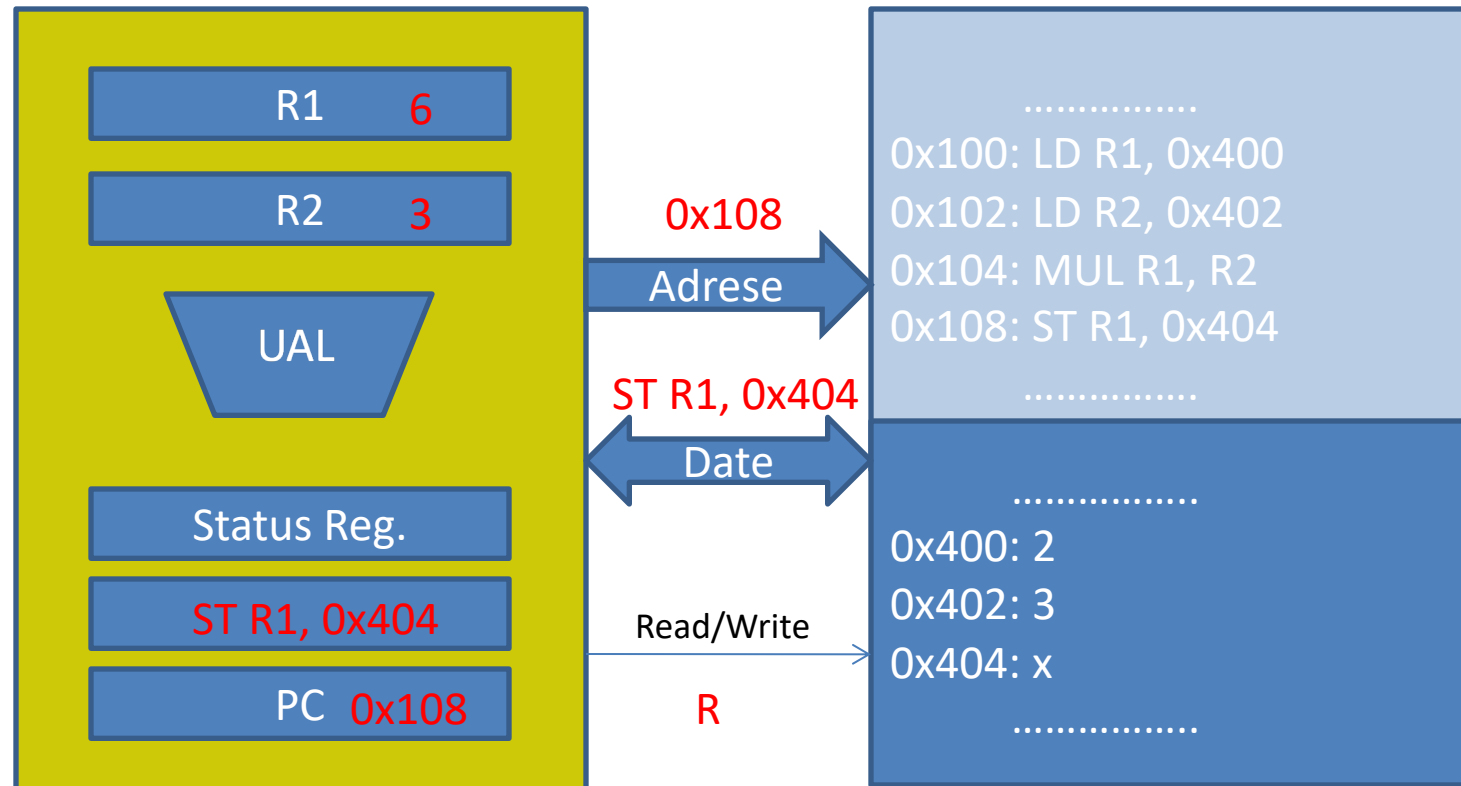 R1 6
R2 3
UAL
Status Reg.
ST R1, 0x404
PC 0x108
0x108
Adrese
ST R1, 0x404
Date
Read/Write
R
................
0x100: LD R1, 0x400
0x102: LD R2, 0x402
0x104: MUL R1, R2
0x108: ST R1, 0x404
................
.................
0x400: 2
0x402: 3
0x404: x
.................